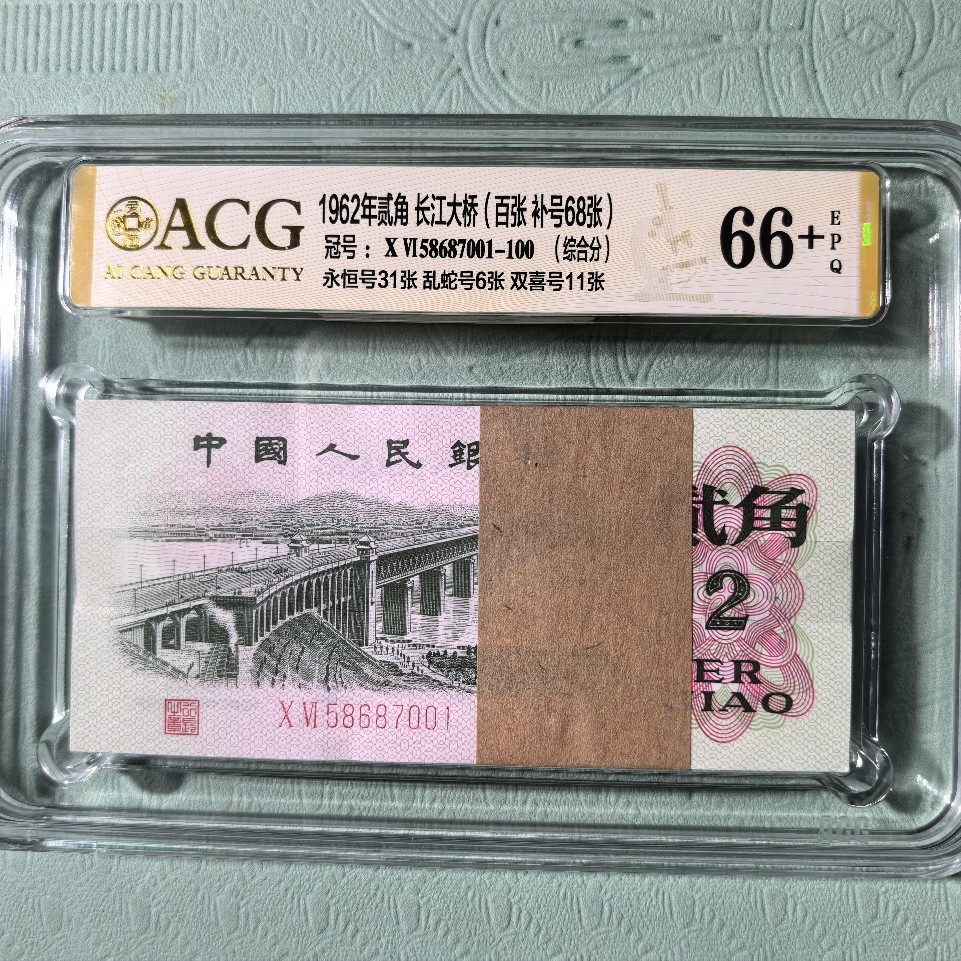 ACG
AI CANG GUARANTY
1962年贰角 长江大桥（百张 补号68张）
冠号：X Ⅵ58687001-100 （综合分）
永恒号31张 乱蛇号6张 双喜号11张
66+
EPQ
中國人民銀
贰角
2
ER
JIAO
X Ⅵ 58687001
ACG